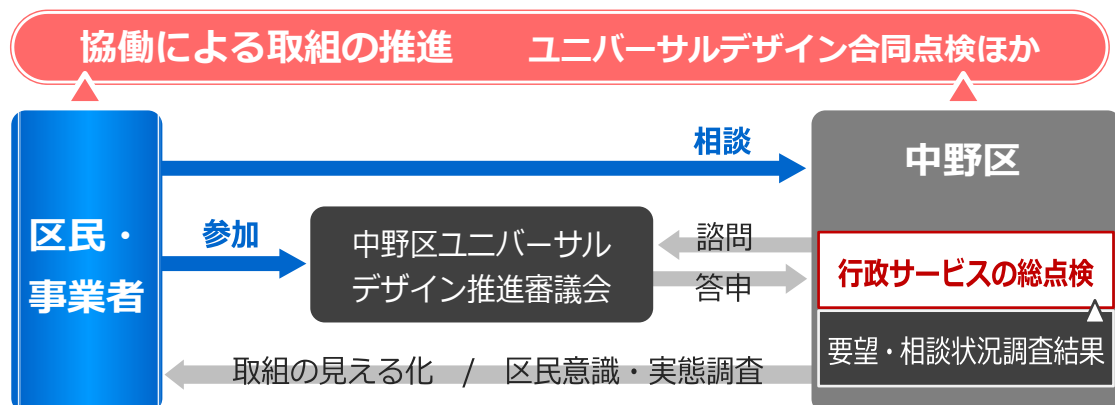 協働による取組の推進　ユニバーサルデザイン合同点検ほか
相談
中野区
区民・
事業者
参加
中野区ユニバーサル
デザイン推進審議会
諮問
答申
行政サービスの総点検
要望・相談状況調査結果
取組の見える化 / 区民意識・実態調査